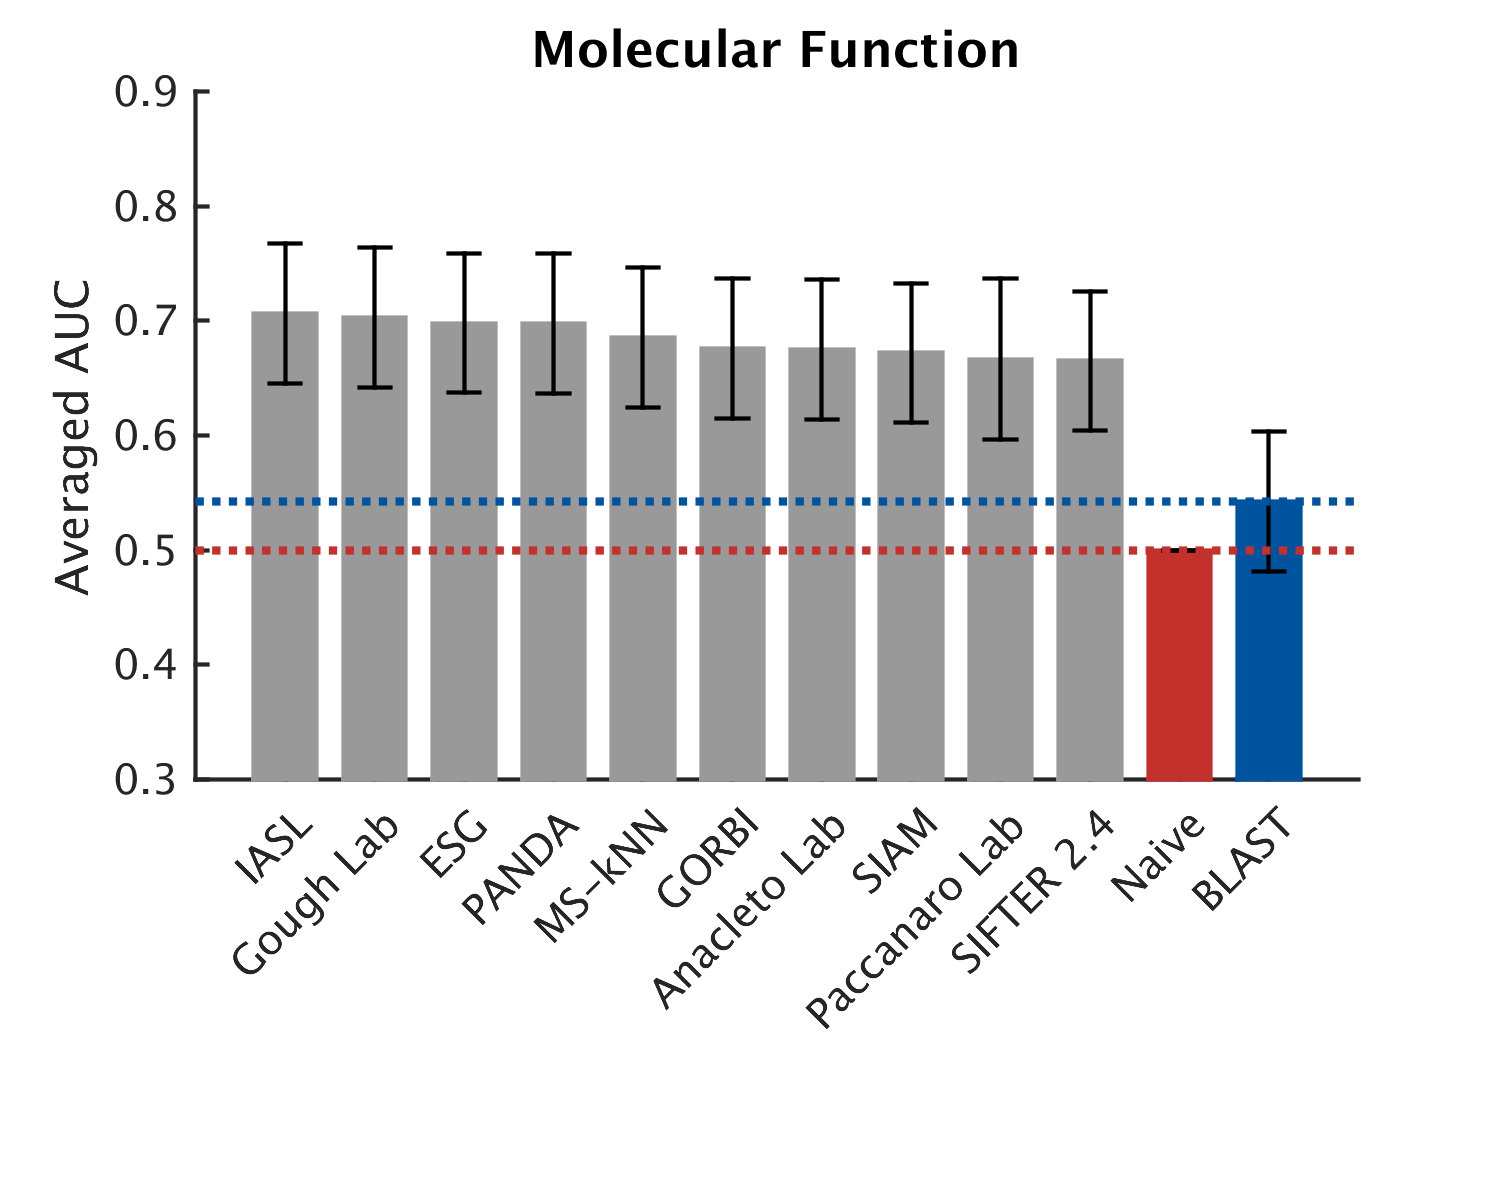 Molecular Function
Averaged AUC
0.9
0.8
0.7
0.6
0.5
0.4
0.3
IASL
Gough Lab
ESG
PANDA
MS-kNN
GORBI
Anacleto Lab
SIAM
Paccanaro Lab
SIFTER 2.4
Naive
BLAST